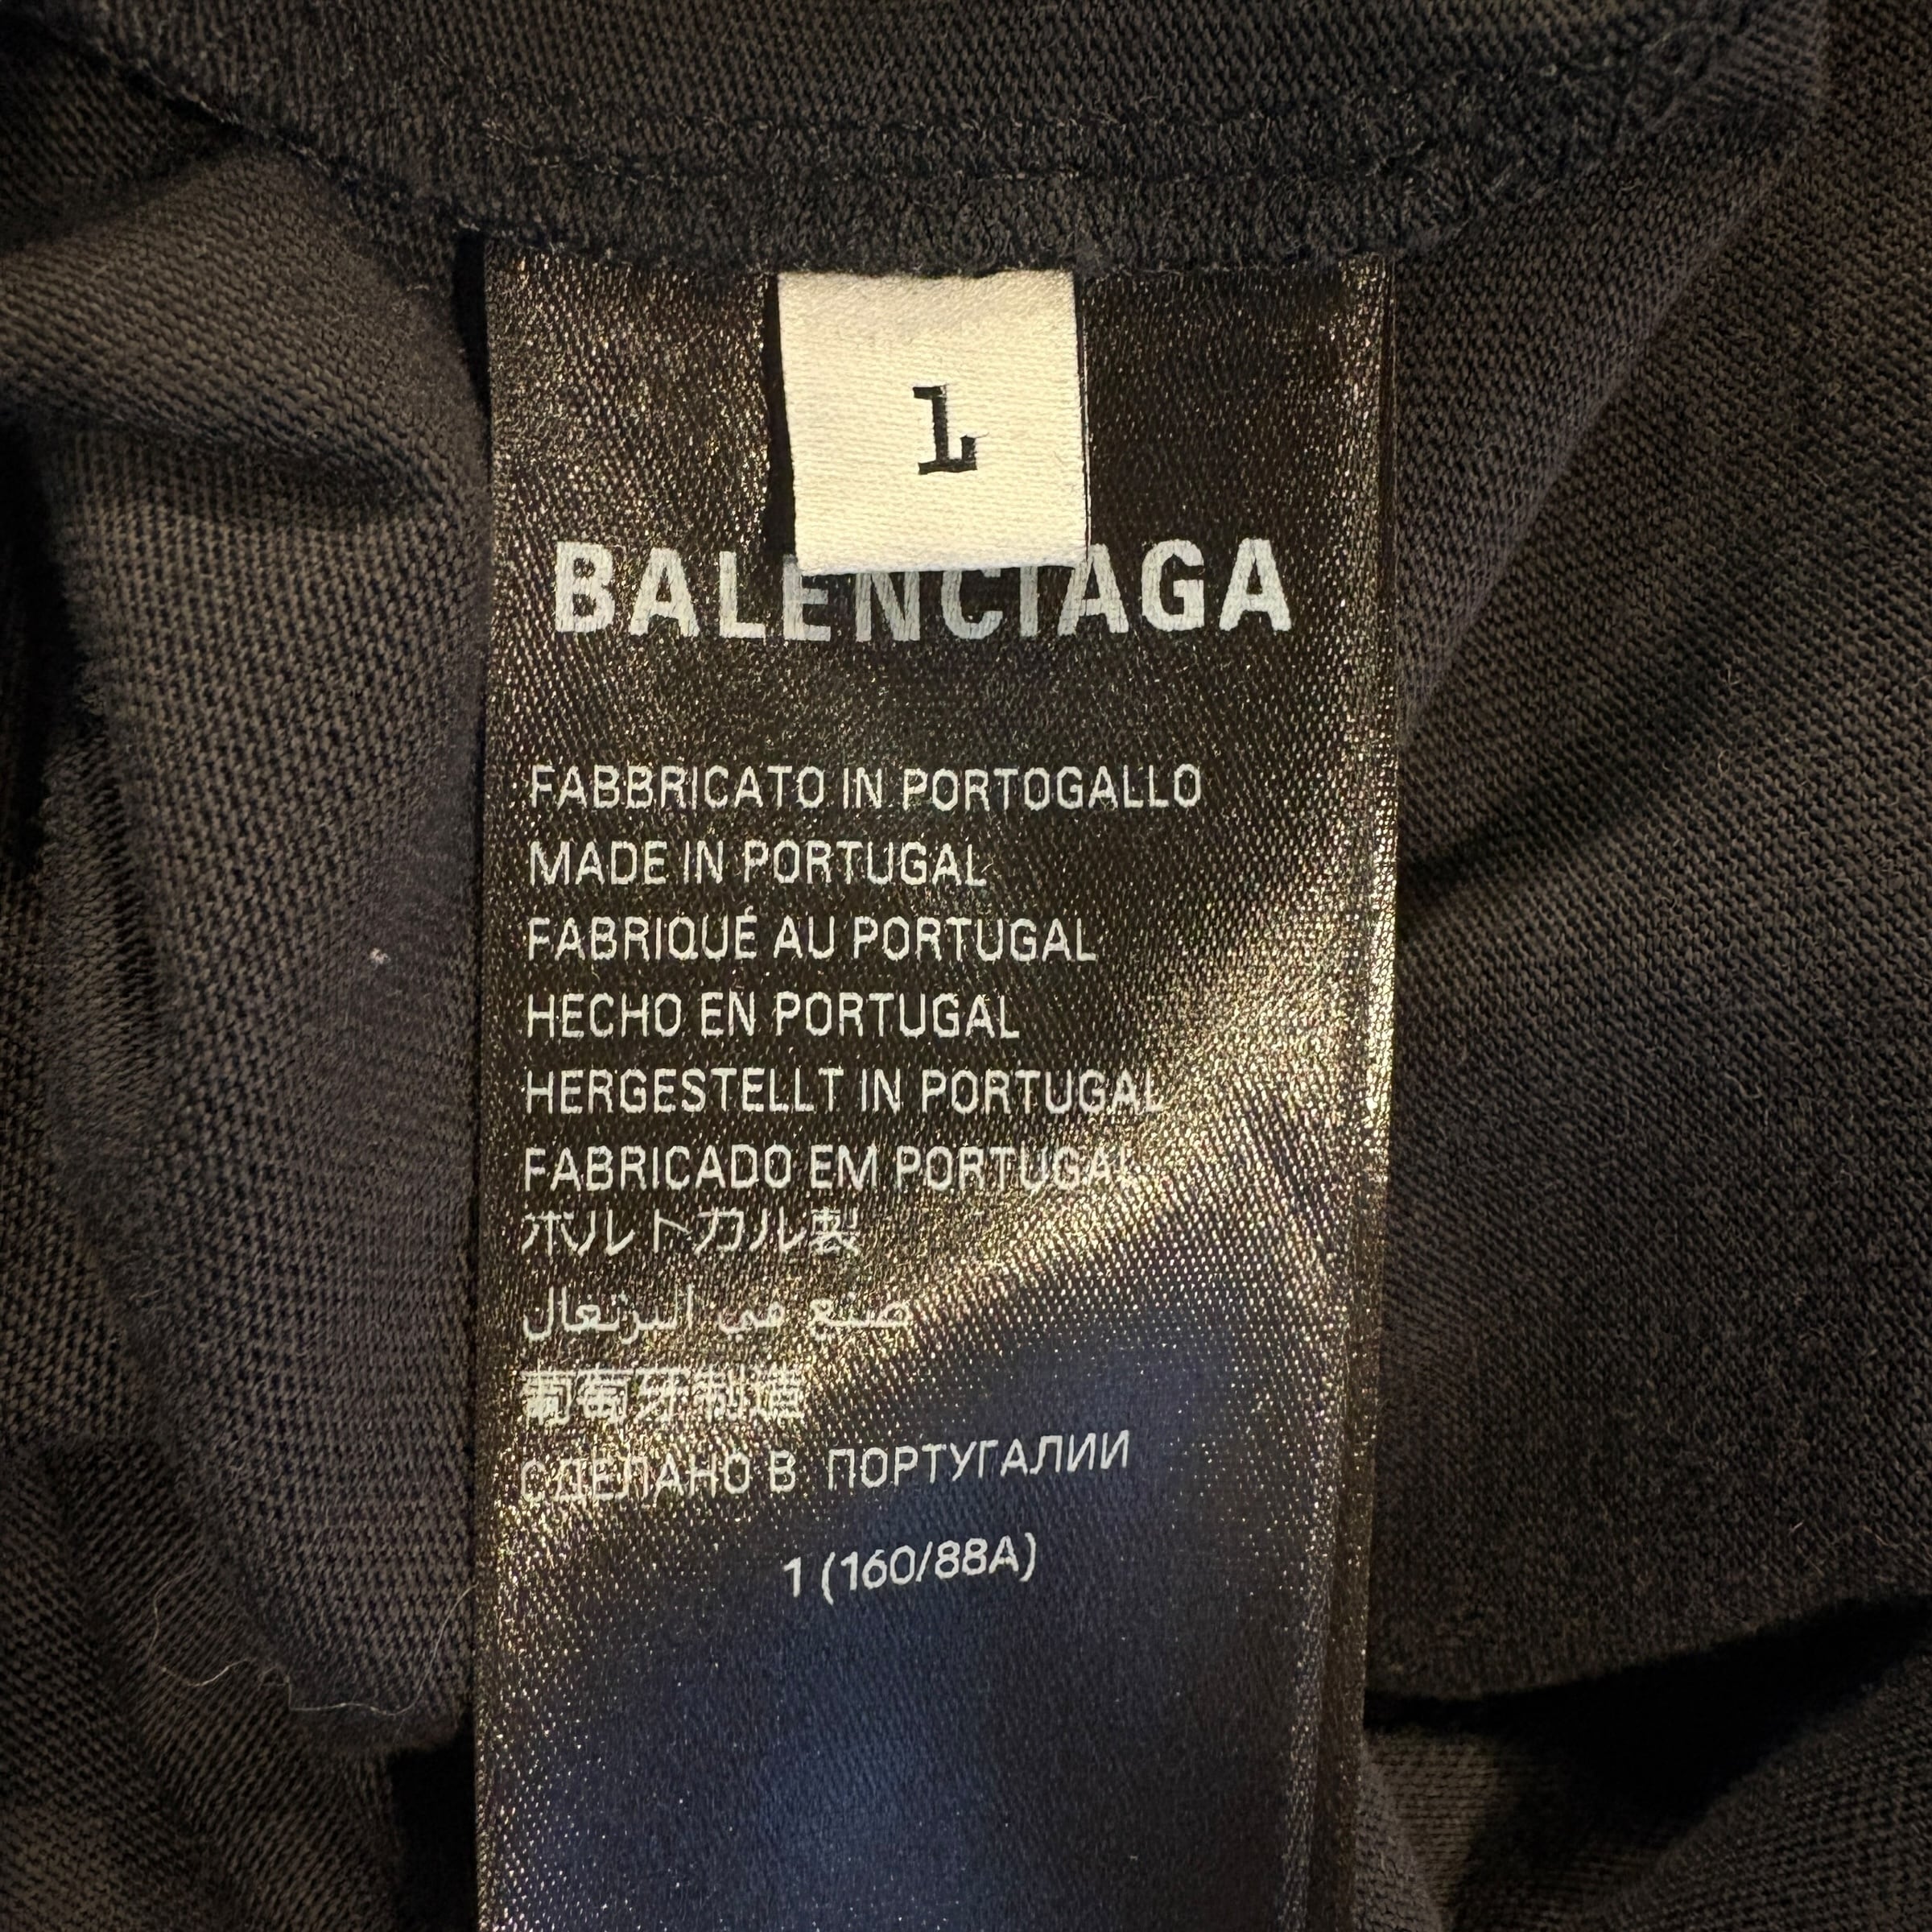 1
BALENCIAGA
FABBRICATO IN PORTOGALLO
MADE IN PORTUGAL
FABRIQUÉ AU PORTUGAL
HECHO EN PORTUGAL
HERGESTELLT IN PORTUGAL
FABRICADO EM PORTUGAL
ポルトガル製
صنع في البرتغال
葡萄牙制造
СДЕЛАНО В ПОРТУГАЛИИ
1 (160/88A)